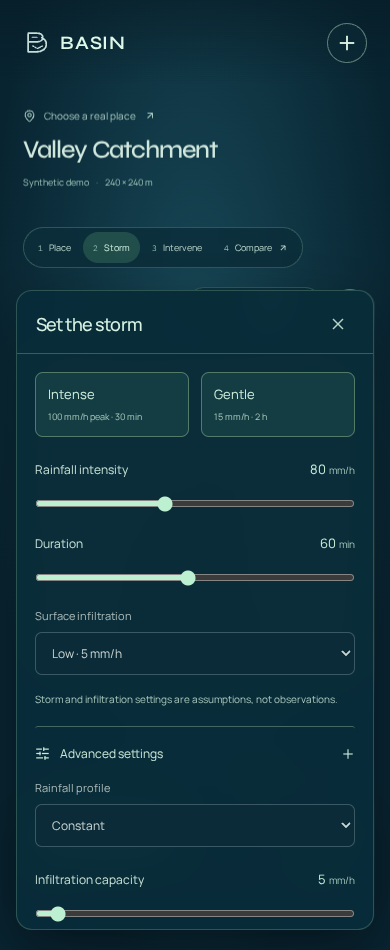 BASIN
Choose a real place
Valley Catchment
Synthetic demo · 240 × 240 m
1 Place 2 Storm 3 Intervene 4 Compare
Set the storm
Intense Gentle
100 mm/h peak · 30 min 15 mm/h · 2 h
Rainfall intensity 80 mm/h
Duration 60 min
Surface infiltration
Low · 5 mm/h
Storm and infiltration settings are assumptions, not observations.
Advanced settings
Rainfall profile
Constant
Infiltration capacity 5 mm/h